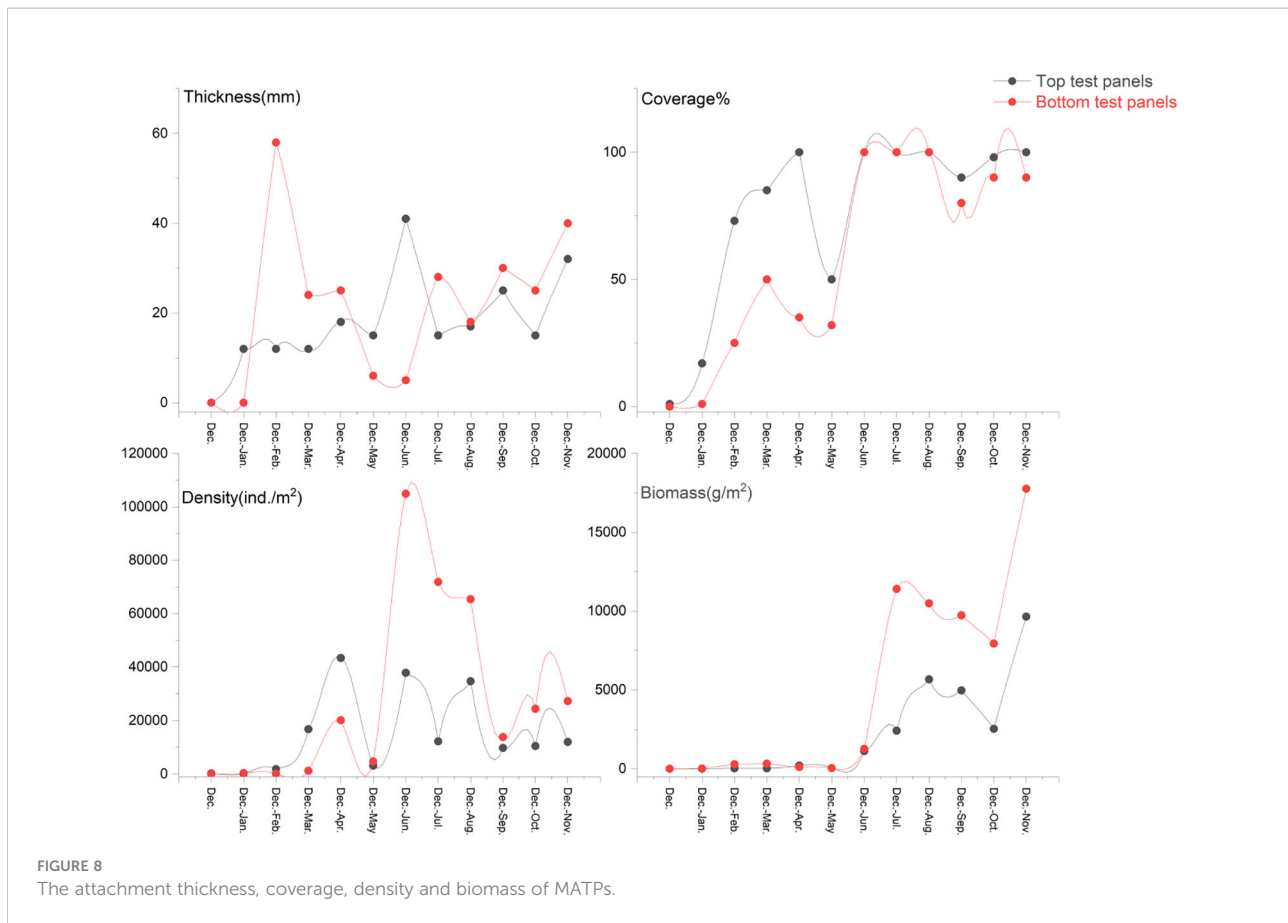 Top test panels
Bottom test panels
Thickness(mm)
60
40
20
0
Dec.
Dec.-Jan.
Dec.-Feb.
Dec.-Mar.
Dec.-Apr.
Dec.-May
Dec.-Jun.
Dec.-Jul.
Dec.-Aug.
Dec.-Sep.
Dec.-Oct.
Dec.-Nov.
Coverage%
100
50
0
Dec.
Dec.-Jan.
Dec.-Feb.
Dec.-Mar.
Dec.-Apr.
Dec.-May
Dec.-Jun.
Dec.-Jul.
Dec.-Aug.
Dec.-Sep.
Dec.-Oct.
Dec.-Nov.
Density(ind./m²)
120000
100000
80000
60000
40000
20000
0
Dec.
Dec.-Jan.
Dec.-Feb.
Dec.-Mar.
Dec.-Apr.
Dec.-May
Dec.-Jun.
Dec.-Jul.
Dec.-Aug.
Dec.-Sep.
Dec.-Oct.
Dec.-Nov.
Biomass(g/m²)
20000
15000
10000
5000
0
Dec.
Dec.-Jan.
Dec.-Feb.
Dec.-Mar.
Dec.-Apr.
Dec.-May
Dec.-Jun.
Dec.-Jul.
Dec.-Aug.
Dec.-Sep.
Dec.-Oct.
Dec.-Nov.
FIGURE 8
The attachment thickness, coverage, density and biomass of MATPs.